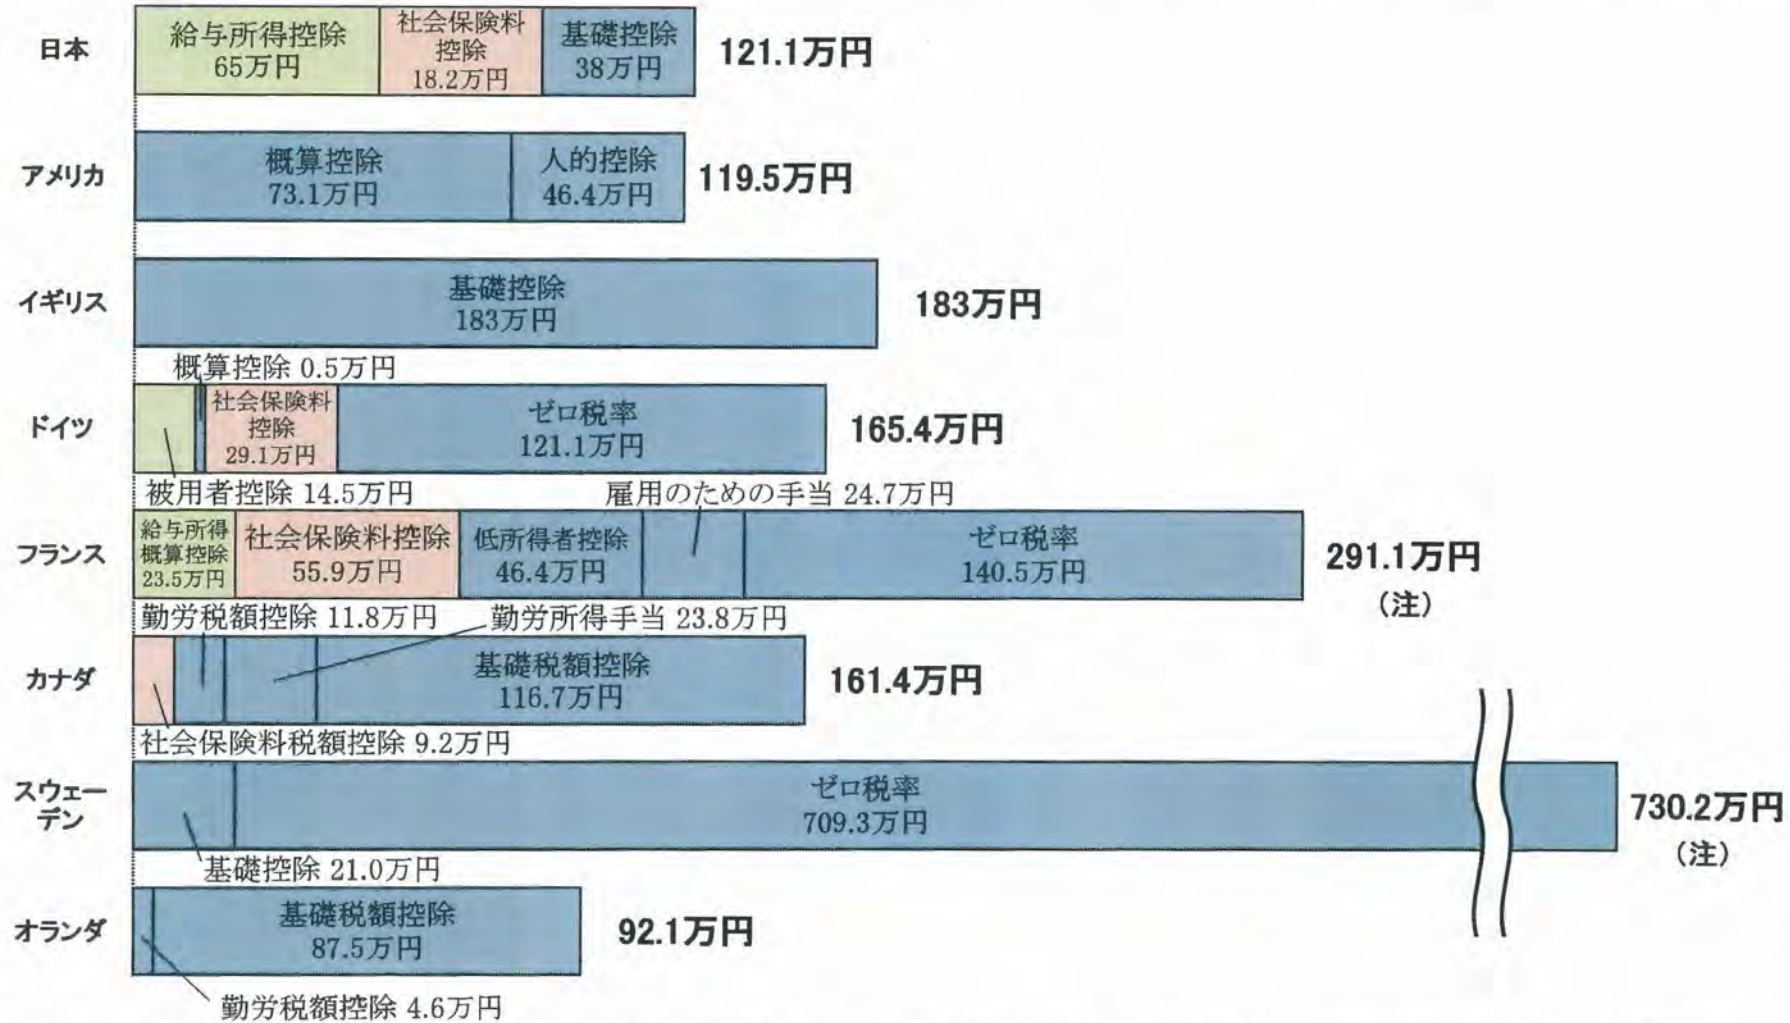 日本
給与所得控除
65万円
社会保険料
控除
18.2万円
基礎控除
38万円
121.1万円
アメリカ
概算控除
73.1万円
人的控除
46.4万円
119.5万円
イギリス
基礎控除
183万円
183万円
概算控除 0.5万円
ドイツ
社会保険料
控除
29.1万円
ゼロ税率
121.1万円
165.4万円
被用者控除 14.5万円
雇用のための手当 24.7万円
フランス
給与所得
概算控除
23.5万円
社会保険料控除
55.9万円
低所得者控除
46.4万円
ゼロ税率
140.5万円
291.1万円
（注）
勤労税額控除 11.8万円
勤労所得手当 23.8万円
カナダ
基礎税額控除
116.7万円
161.4万円
社会保険料税額控除 9.2万円
スウェー
デン
ゼロ税率
709.3万円
730.2万円
（注）
基礎控除 21.0万円
オランダ
基礎税額控除
87.5万円
92.1万円
勤労税額控除 4.6万円